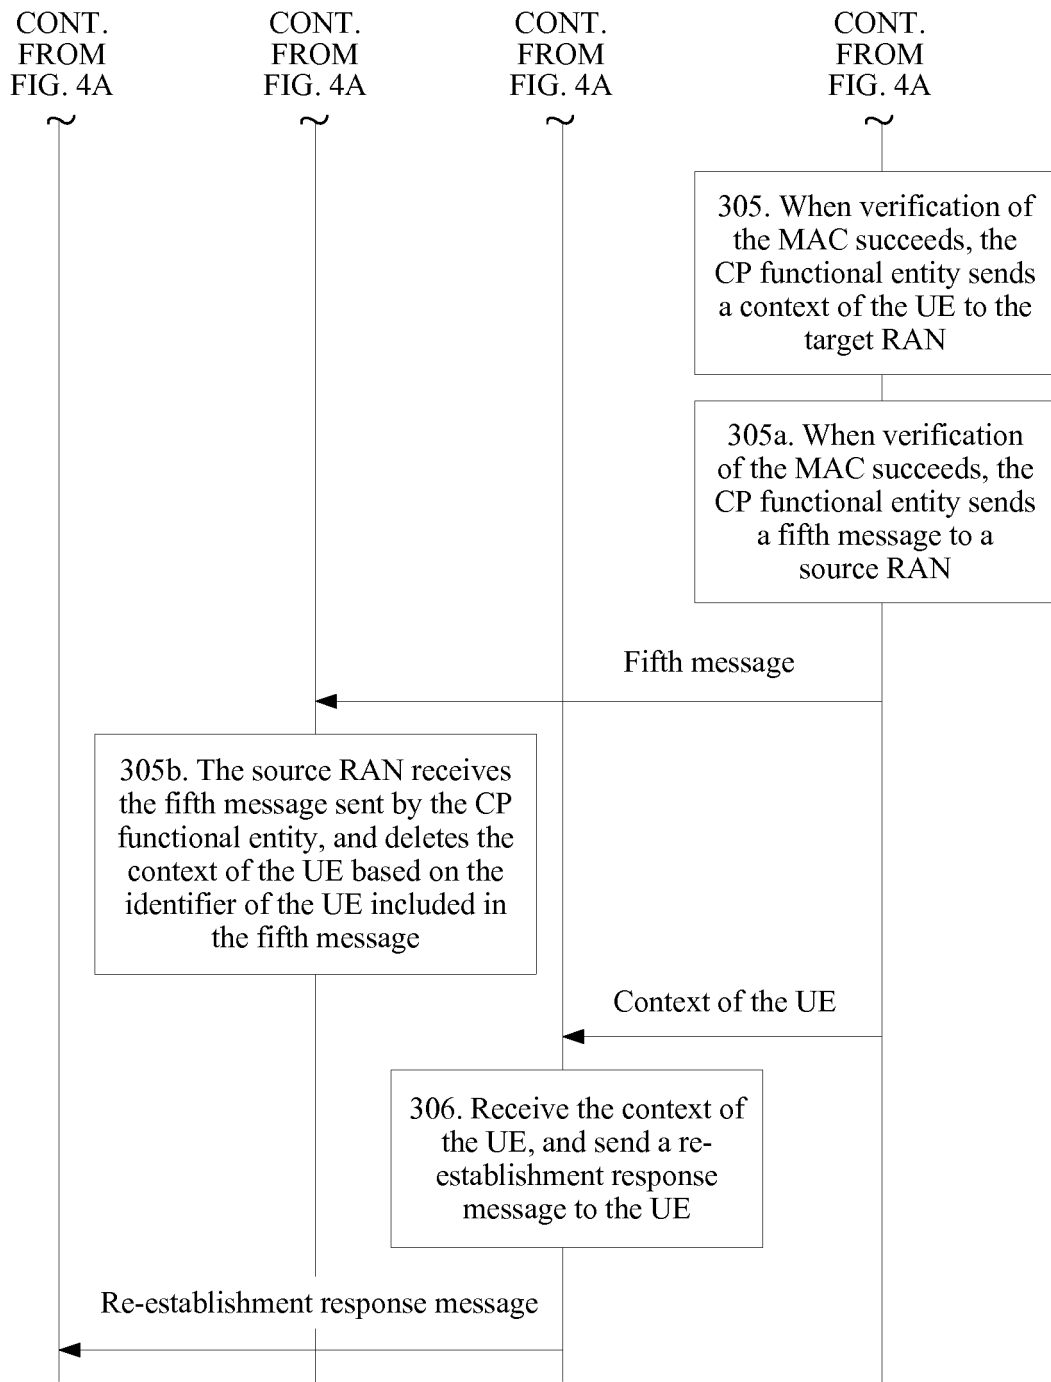 CONT.
FROM
FIG. 4A
CONT.
FROM
FIG. 4A
CONT.
FROM
FIG. 4A
CONT.
FROM
FIG. 4A
305. When verification of
the MAC succeeds, the
CP functional entity sends
a context of the UE to the
target RAN
305a. When verification
of the MAC succeeds, the
CP functional entity sends
a fifth message to a
source RAN
Fifth message
305b. The source RAN receives
the fifth message sent by the CP
functional entity, and deletes the
context of the UE based on the
identifier of the UE included in
the fifth message
Context of the UE
306. Receive the context of
the UE, and send a re-
establishment response
message to the UE
Re-establishment response message